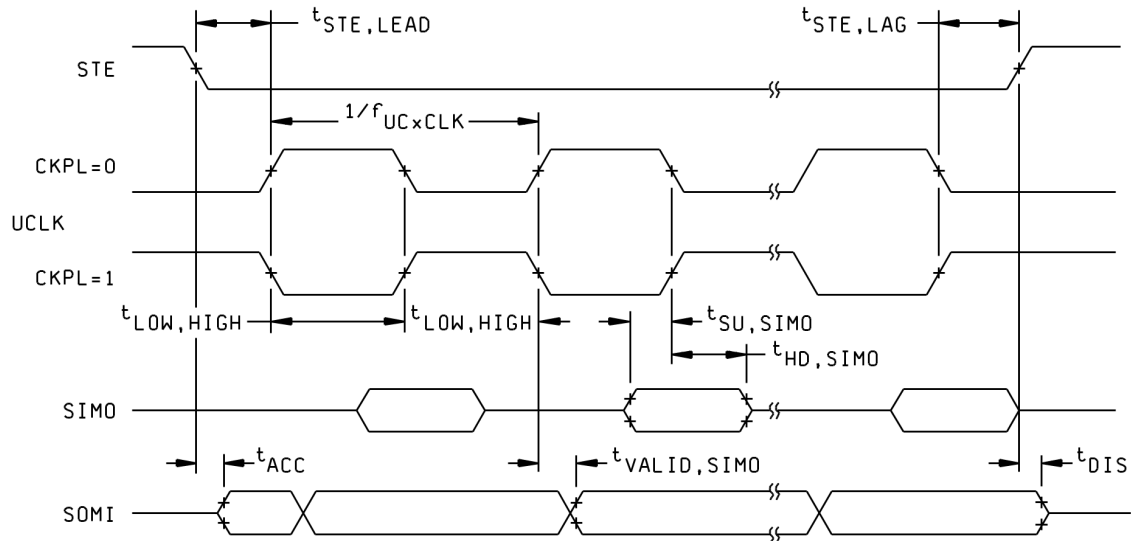 tSTE,LEAD
tSTE,LAG
STE
1/fUCxCLK
CKPL=0
UCLK
CKPL=1
tLOW,HIGH
tLOW,HIGH
tSU,SIMO
tHD,SIMO
SIMO
tACC
tVALID,SIMO
tDIS
SOMI